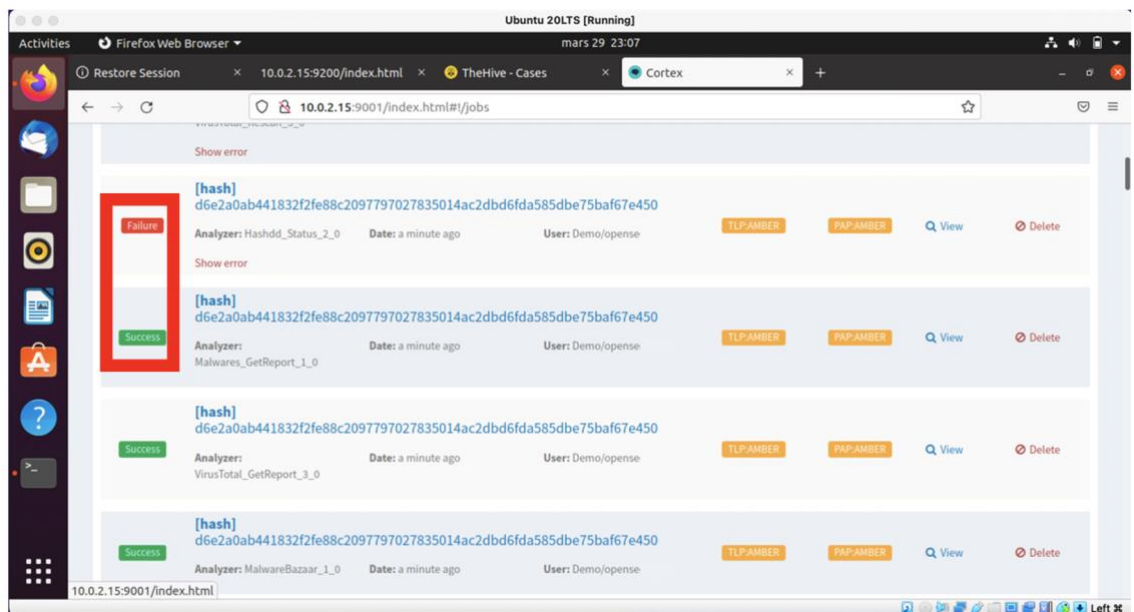 Ubuntu 20LTS [Running]
Activities Firefox Web Browser mars 29 23:07
Restore Session 10.0.2.15:9200/index.html TheHive - Cases Cortex
10.0.2.15:9001/index.html#!/jobs
Show error
[hash]
d6e2a0ab441832f2fe88c2097797027835014ac2dbd6fda585dbe75baf67e450
Failure TLP:AMBER PAP:AMBER View Delete
Analyzer: Hashdd_Status_2_0 Date: a minute ago User: Demo/opense
Show error
[hash]
d6e2a0ab441832f2fe88c2097797027835014ac2dbd6fda585dbe75baf67e450
Success TLP:AMBER PAP:AMBER View Delete
Analyzer: Date: a minute ago User: Demo/opense
Malwares_GetReport_1_0
[hash]
d6e2a0ab441832f2fe88c2097797027835014ac2dbd6fda585dbe75baf67e450
Success TLP:AMBER PAP:AMBER View Delete
Analyzer: Date: a minute ago User: Demo/opense
VirusTotal_GetReport_3_0
[hash]
d6e2a0ab441832f2fe88c2097797027835014ac2dbd6fda585dbe75baf67e450
Success TLP:AMBER PAP:AMBER View Delete
Analyzer: MalwareBazaar_1_0 Date: a minute ago User: Demo/opense
10.0.2.15:9001/index.html
Left ⌘